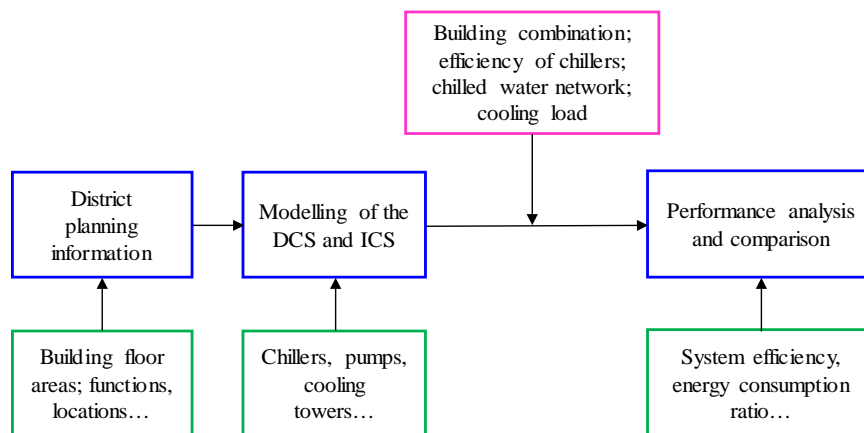 Building combination;
efficiency of chillers;
chilled water network;
cooling load
District
planning
information
Modelling of the
DCS and ICS
Performance analysis
and comparison
Building floor
areas; functions,
locations…
Chillers, pumps,
cooling
towers…
System efficiency,
energy consumption
ratio…